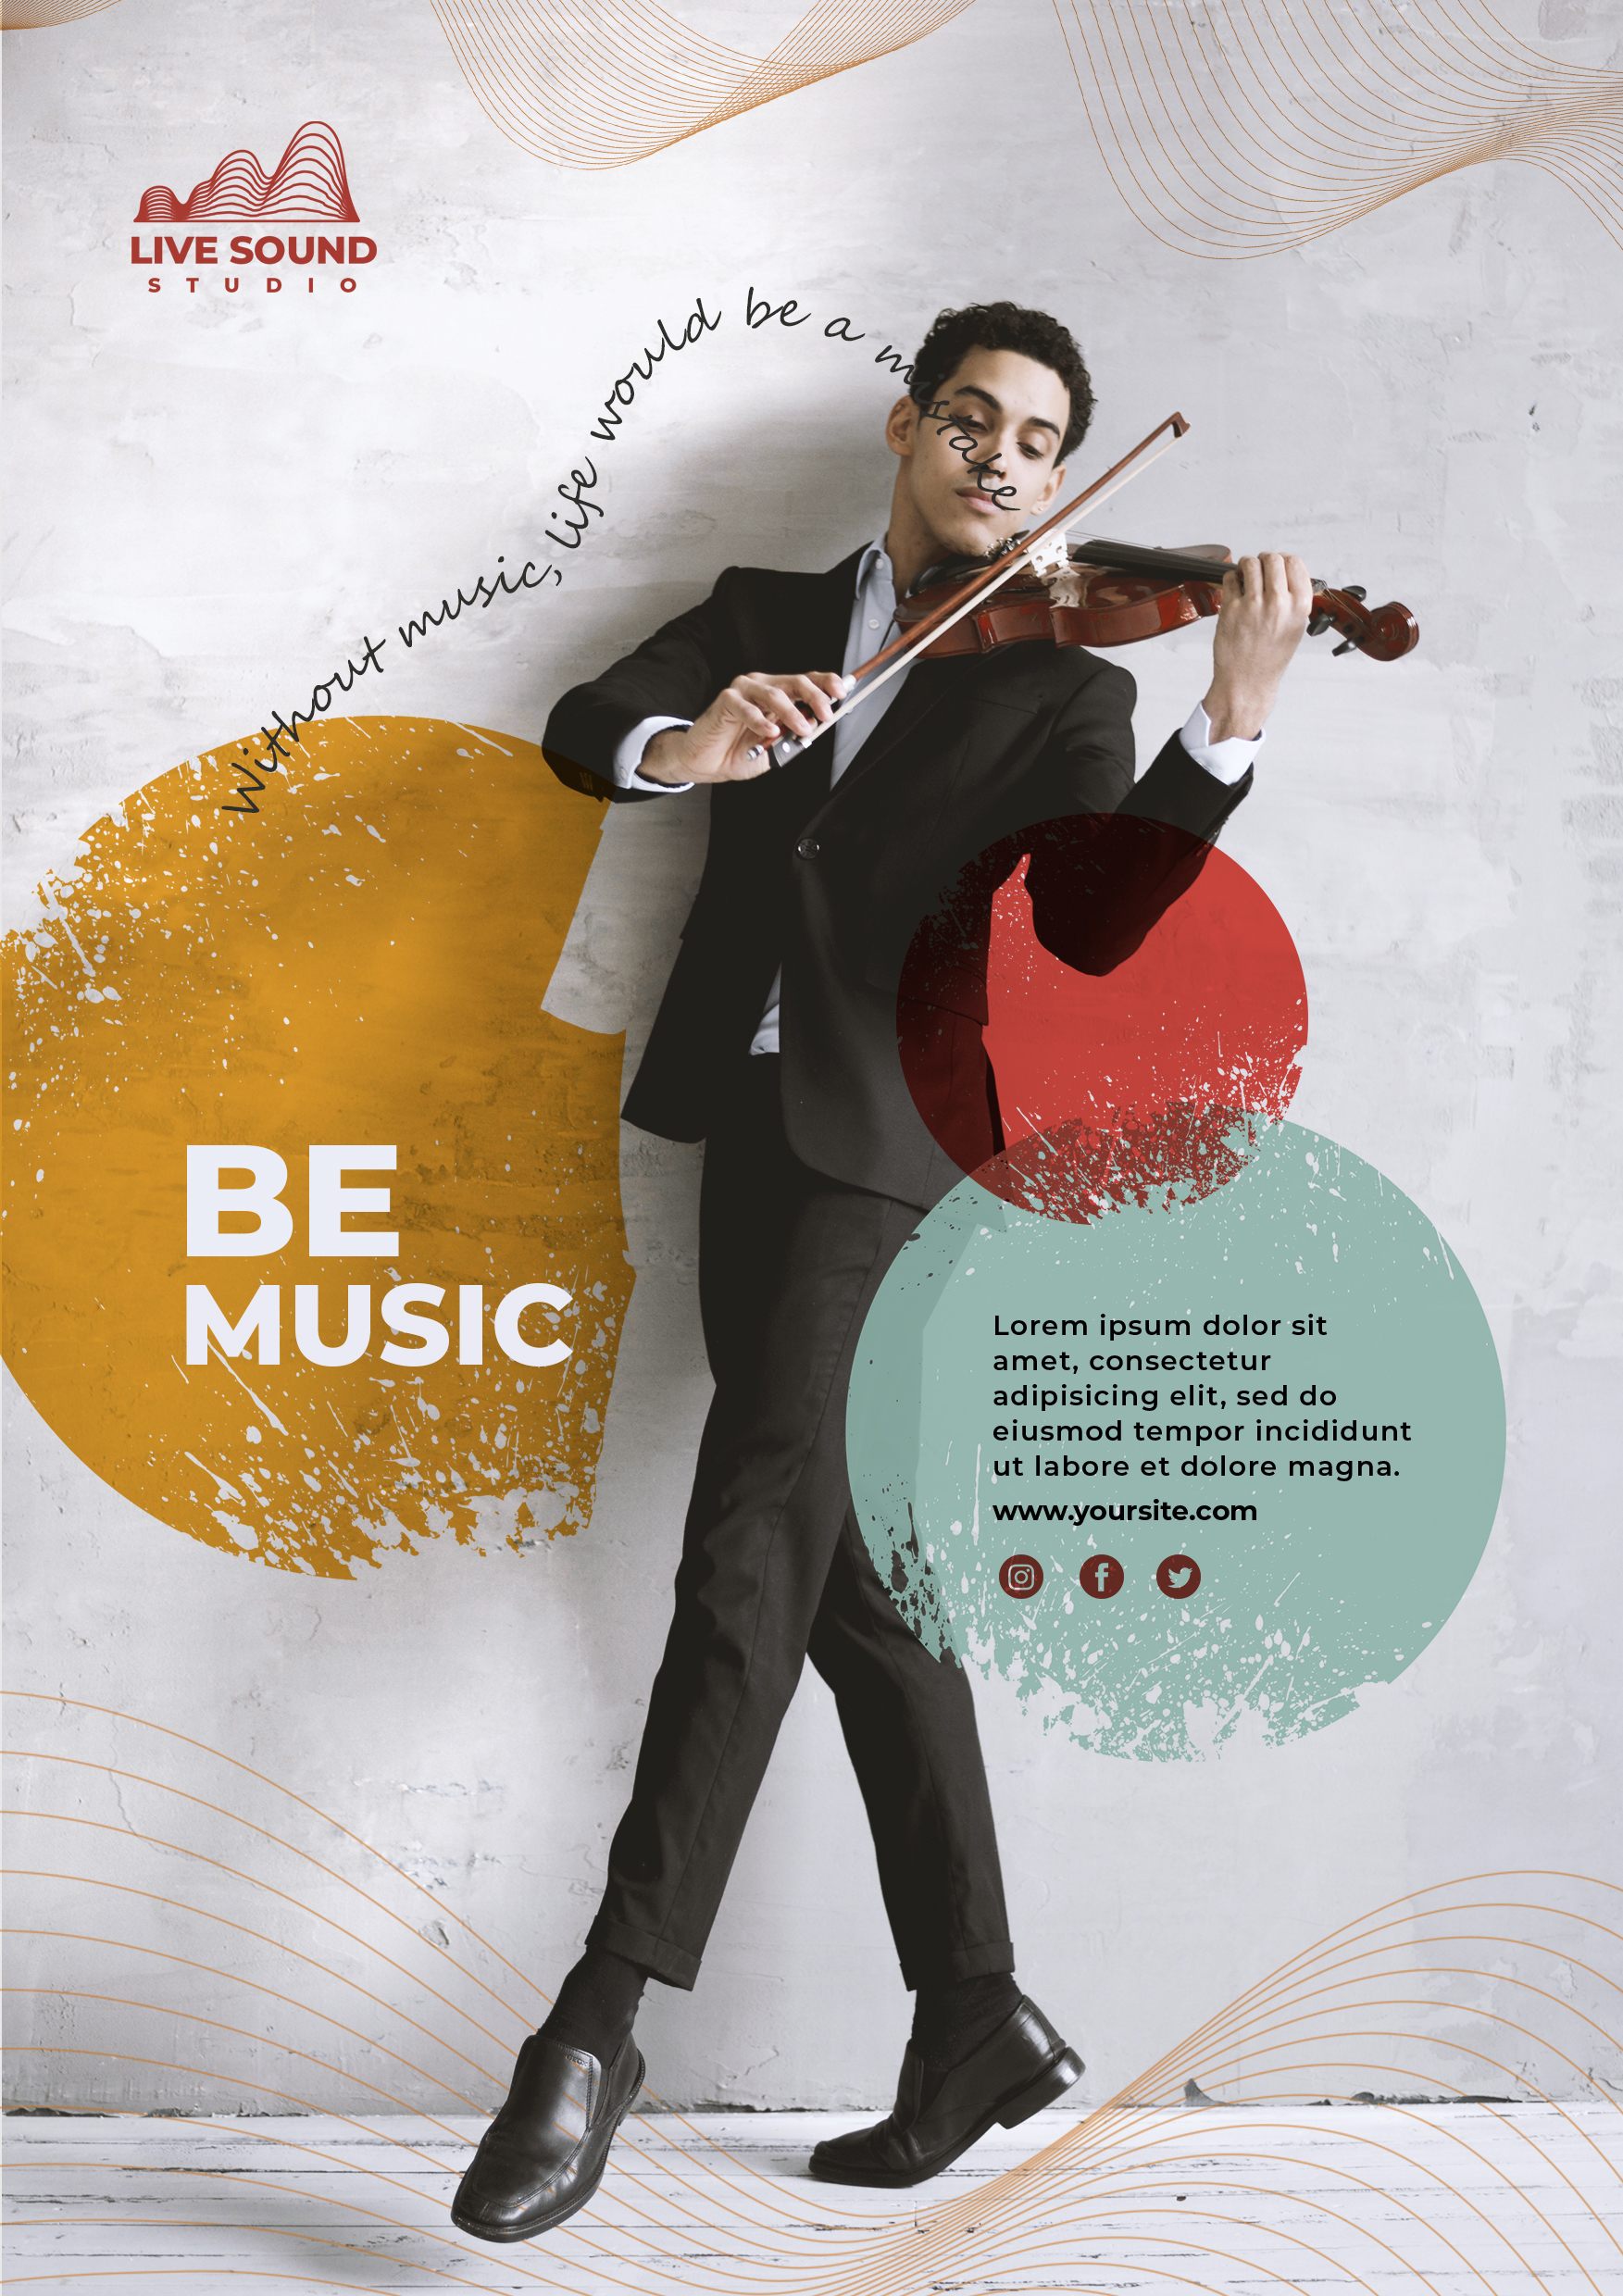 LIVE SOUND
STUDIO
Without music, life would be a mistake
BE
MUSIC
Lorem ipsum dolor sit
amet, consectetur
adipisicing elit, sed do
eiusmod tempor incididunt
ut labore et dolore magna.
www.yoursite.com